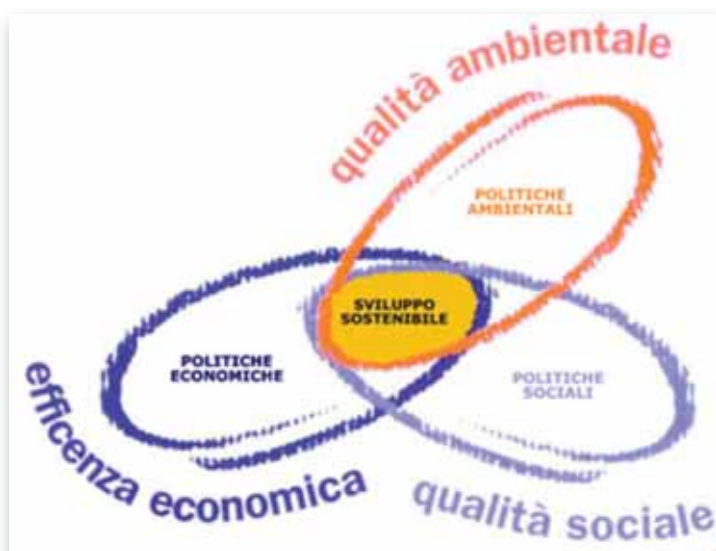 qualità ambientale
POLITICHE
AMBIENTALI
SVILUPPO
SOSTENIBILE
POLITICHE
ECONOMICHE
POLITICHE
SOCIALI
efficenza economica
qualità sociale